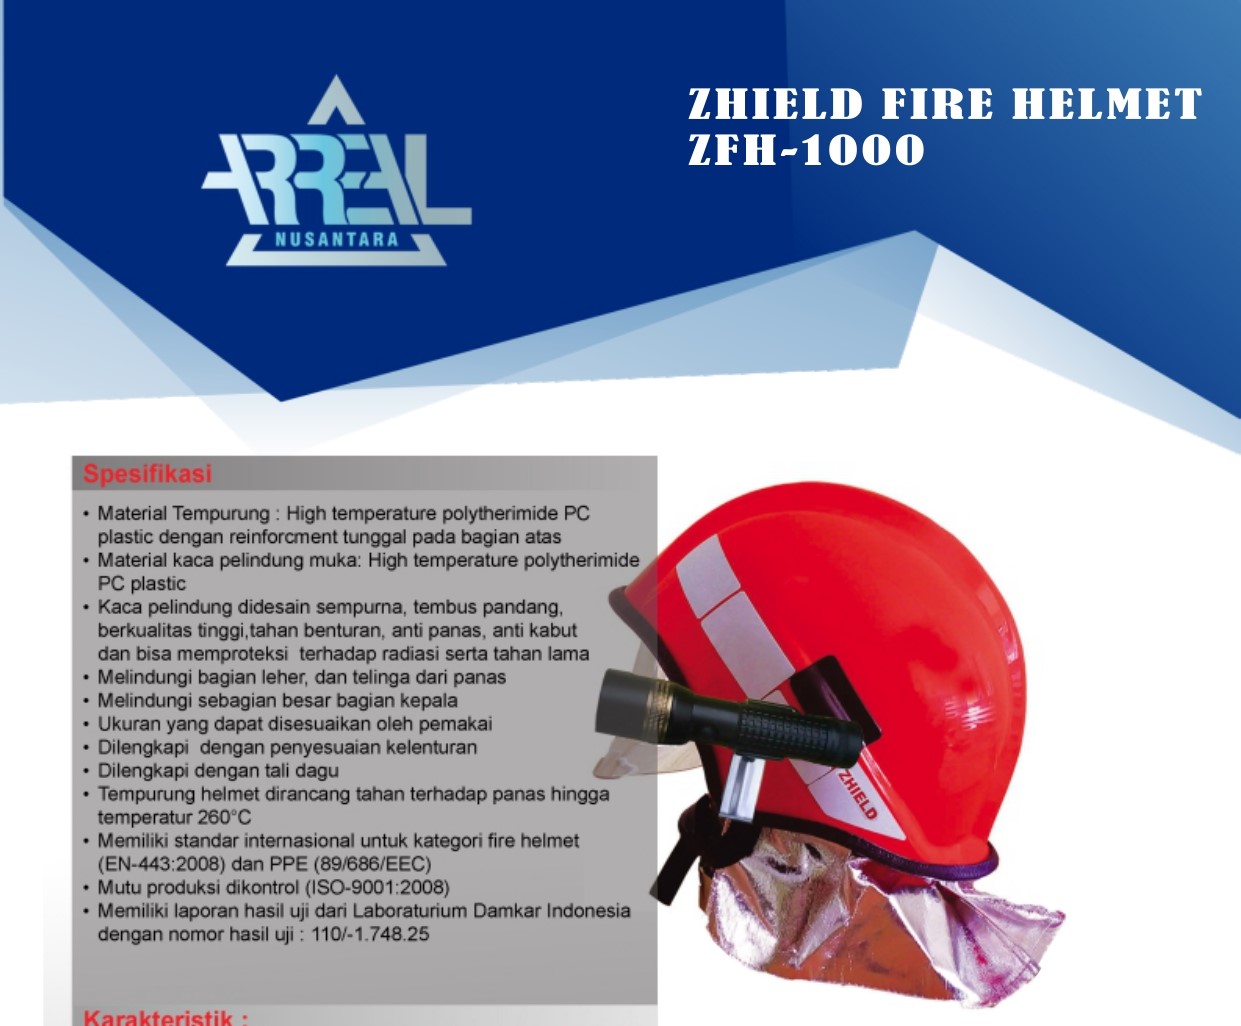 ARREAL
NUSANTARA
ZHIELD FIRE HELMET
ZFH-1000
Spesifikasi
• Material Tempurung : High temperature polytherimide PC
plastic dengan reinforcment tunggal pada bagian atas
• Material kaca pelindung muka: High temperature polytherimide
PC plastic
• Kaca pelindung didesain sempurna, tembus pandang,
berkualitas tinggi,tahan benturan, anti panas, anti kabut
dan bisa memproteksi  terhadap radiasi serta tahan lama
• Melindungi bagian leher, dan telinga dari panas
• Melindungi sebagian besar bagian kepala
• Ukuran yang dapat disesuaikan oleh pemakai
• Dilengkapi  dengan penyesuaian kelenturan
• Dilengkapi dengan tali dagu
• Tempurung helmet dirancang tahan terhadap panas hingga
temperatur 260°C
• Memiliki standar internasional untuk kategori fire helmet
(EN-443:2008) dan PPE (89/686/EEC)
• Mutu produksi dikontrol (ISO-9001:2008)
• Memiliki laporan hasil uji dari Laboraturium Damkar Indonesia
dengan nomor hasil uji : 110/-1.748.25
ZHIELD
Karakteristik :